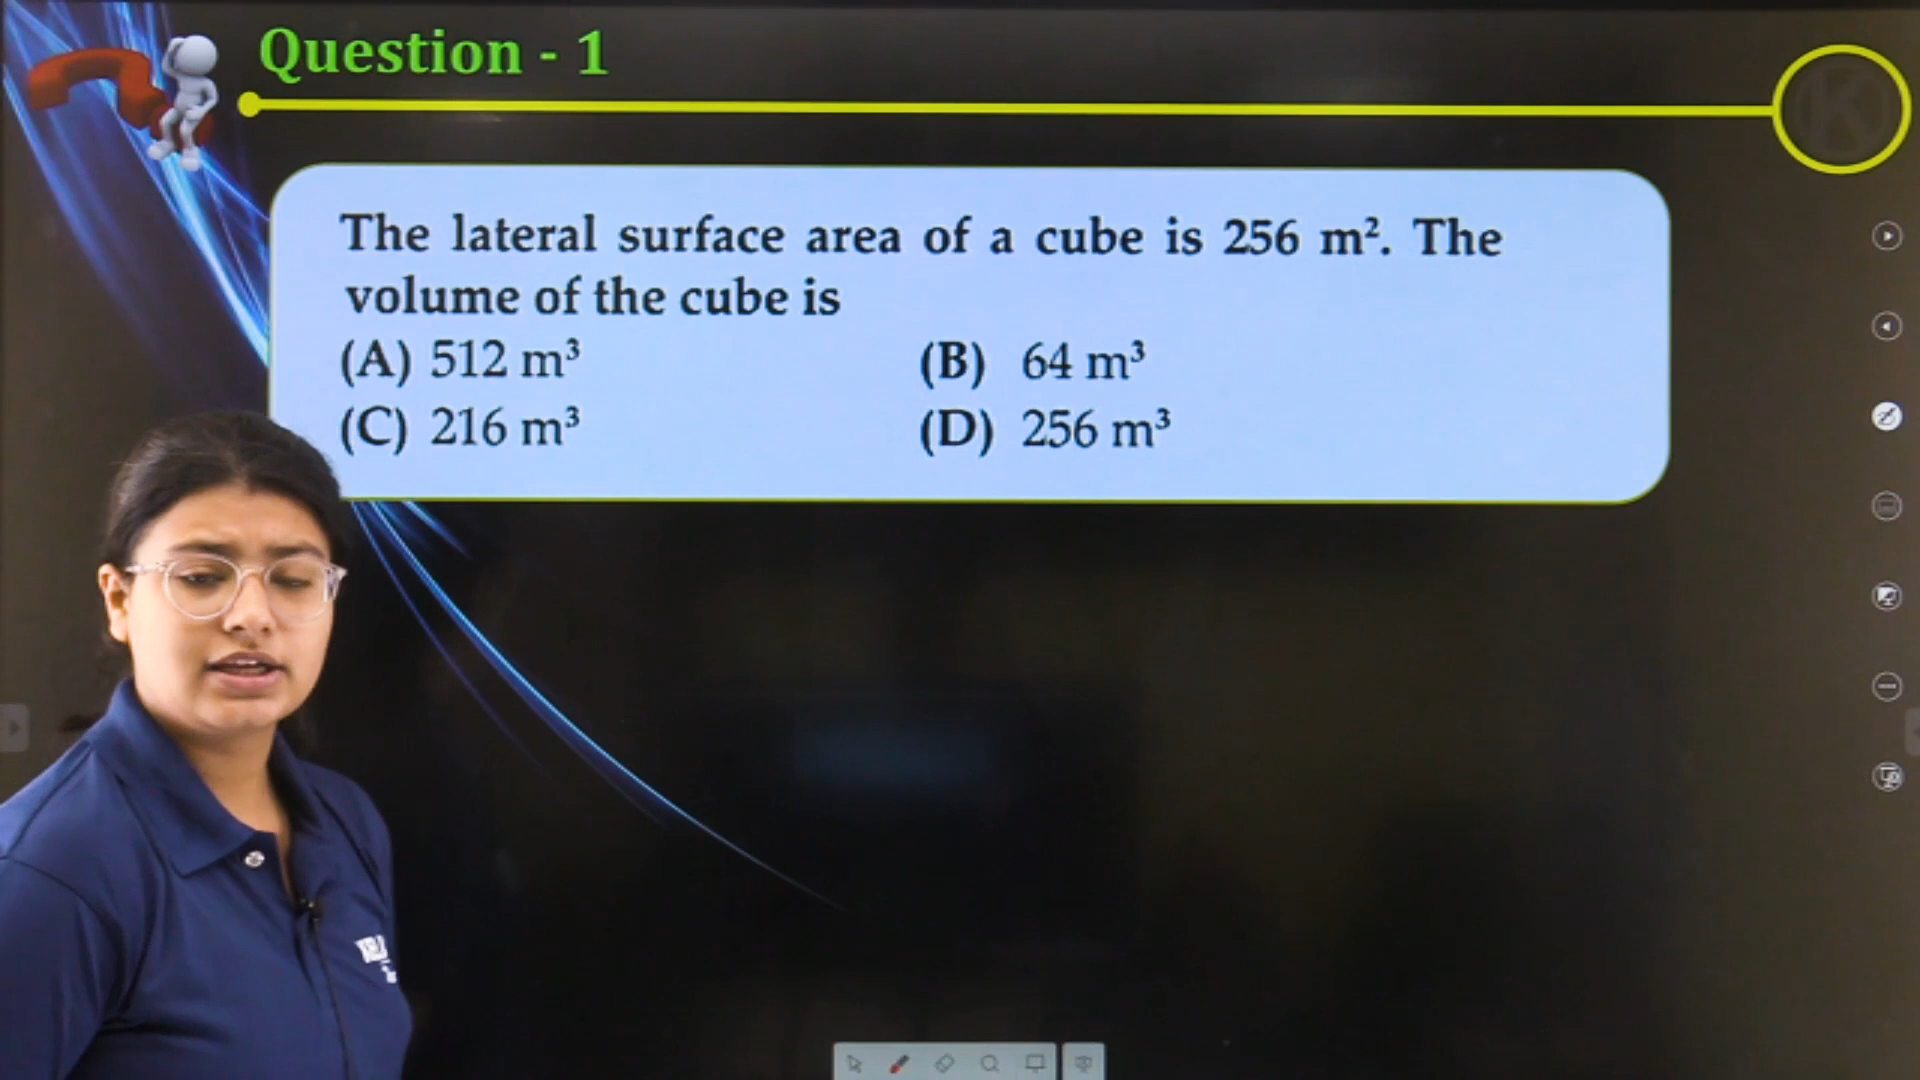 Question - 1
The lateral surface area of a cube is 256 m². The
volume of the cube is
(A) 512 m³ (B) 64 m³
(C) 216 m³ (D) 256 m³